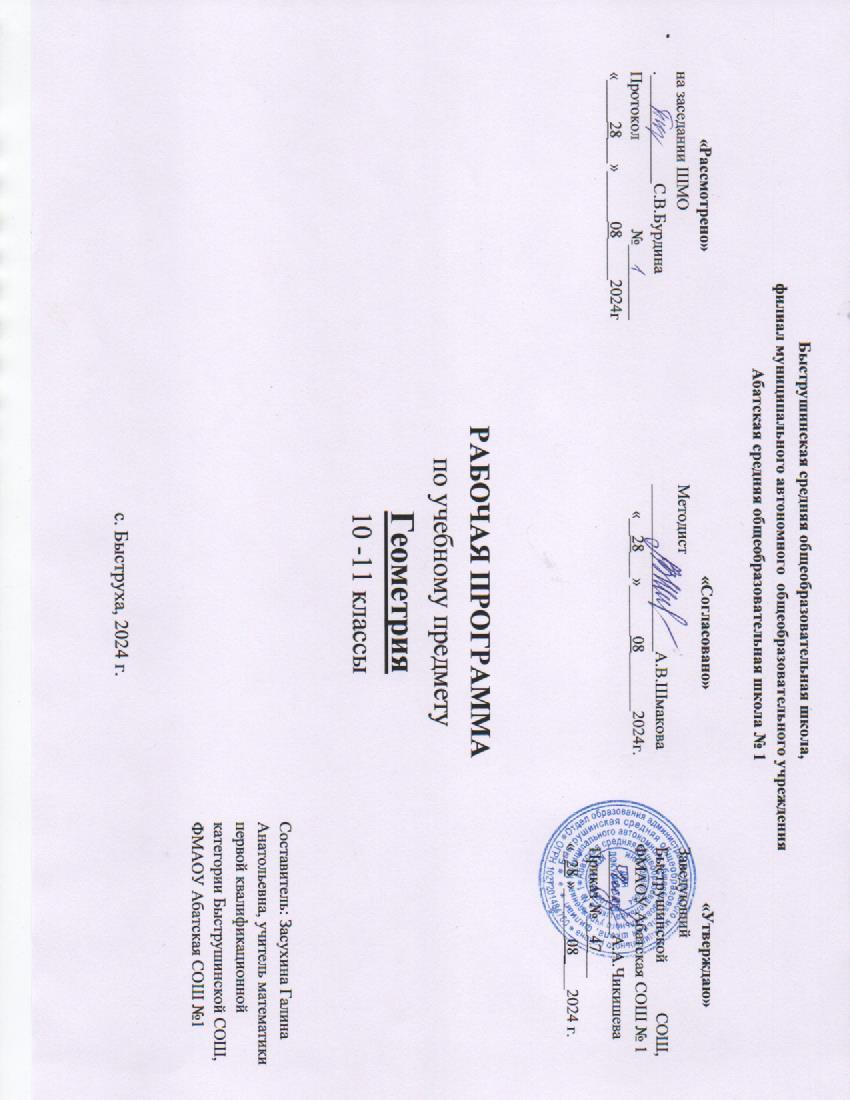 Быструшинская средняя общеобразовательная школа,
филиал муниципального автономного общеобразовательного учреждения
Абатская средняя общеобразовательная школа № 1
«Рассмотрено»
на заседании ШМО
С.В.Бурдина
Протокол № 1
« 28 » 08 2024г
«Согласовано»
Методист
А.В.Шмакова
« 28 » 08 2024г.
«Утверждаю»
Заведующий
Быструшинской СОШ,
ФМАОУ Абатская СОШ № 1
А.А.Чикишева
Приказ № 47
« 28 » 08 2024 г.
РАБОЧАЯ ПРОГРАММА
по учебному предмету
Геометрия
10 -11 классы
Составитель: Засухина Галина
Анатольевна, учитель математики
первой квалификационной
категории Быструшинской СОШ,
ФМАОУ Абатская СОШ №1
с. Быструха, 2024 г.